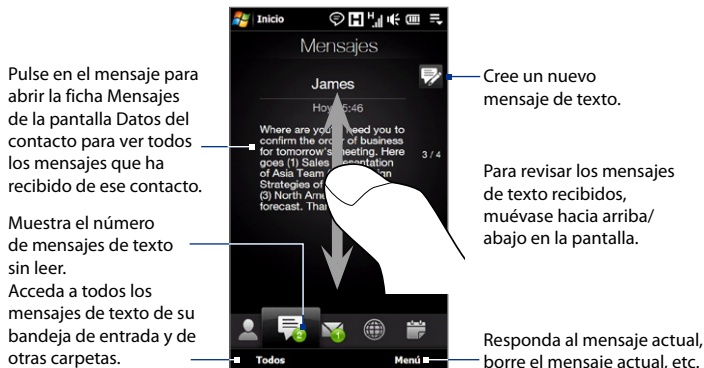 Inicio
Mensajes
James
Where are you? need you to
confirm the order of business
for tomorrow's meeting. Here
goes (1) Sales
of Asia Team
Strategies of
(3) North
forecast.
3 / 4
2
1
Todos
Menú
Pulse en el mensaje para
abrir la ficha Mensajes
de la pantalla Datos del
contacto para ver todos
los mensajes que ha
recibido de ese contacto.
Muestra el número
de mensajes de texto
sin leer.
Acceda a todos los
mensajes de texto de su
bandeja de entrada y de
otras carpetas.
Cree un nuevo
mensaje de texto.
Para revisar los mensajes
de texto recibidos,
muévase hacia arriba/
abajo en la pantalla.
Responda al mensaje actual,
borre el mensaje actual, etc.